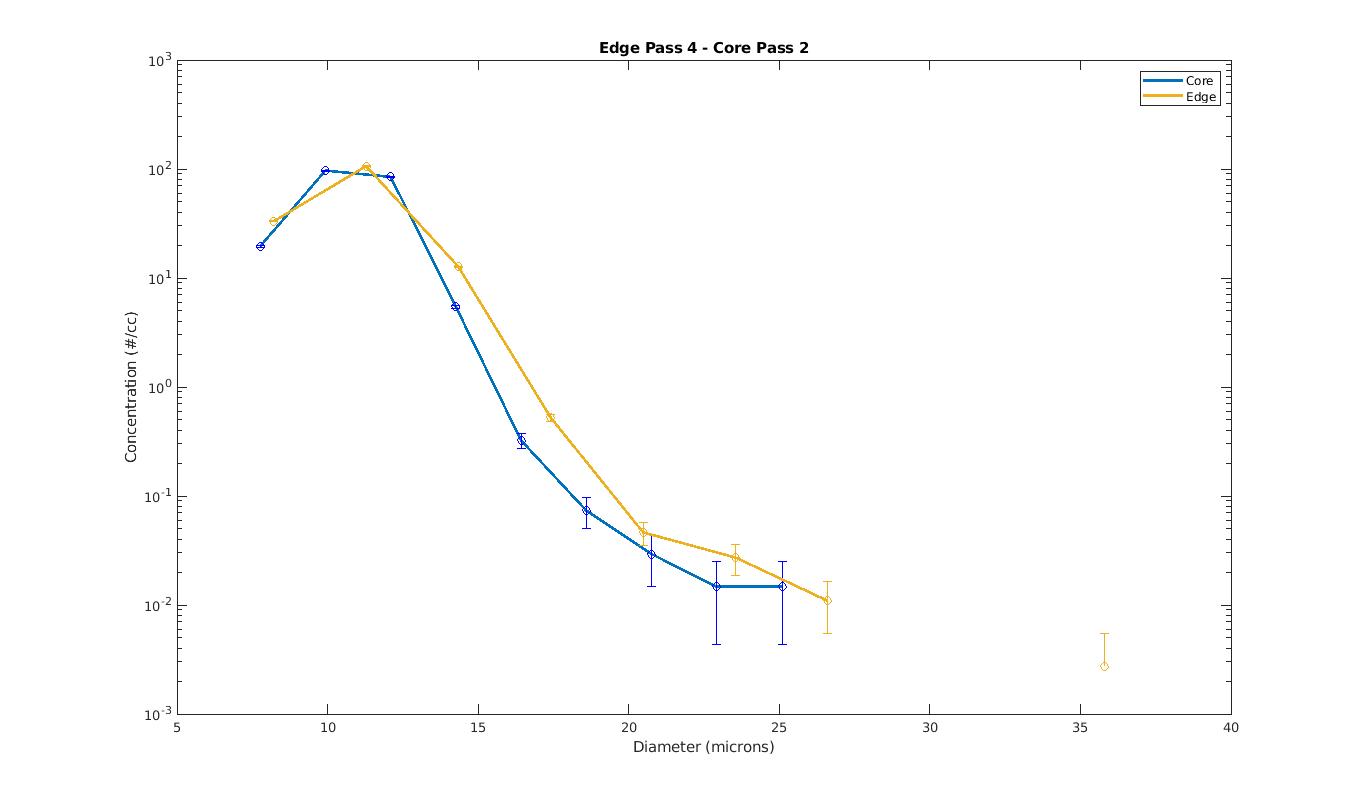 Edge Pass 4 - Core Pass 2
Core
Edge
Concentration (#/cc)
10^3
10^2
10^1
10^0
10^-1
10^-2
10^-3
5 10 15 20 25 30 35 40
Diameter (microns)